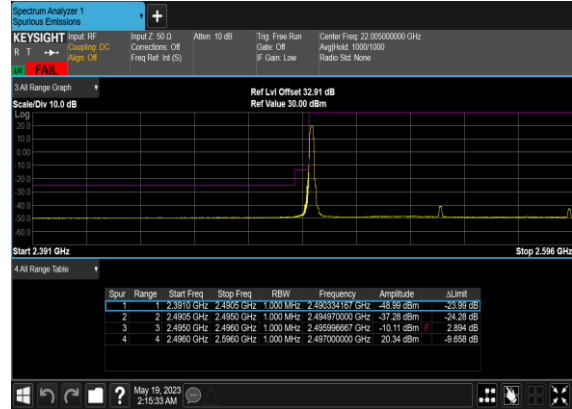 Spectrum Analyzer 1
Spurious Emissions
+
KEYSIGHT Input: RF Input Z: 50 Ω Atten: 10 dB Trig: Free Run Center Freq: 22.005000000 GHz
R T Coupling: DC Corrections: Off Gate: Off Avg|Hold: 1000/1000
Align: Off Freq Ref: Int (S) IF Gain: Low Radio Std: None
LV FAIL
3 All Range Graph
Ref Lvl Offset 32.91 dB
Scale/Div 10.0 dB Ref Value 30.00 dBm
Log
20.0
10.0
0.00
-10.0
-20.0
-30.0
-40.0
-50.0
-60.0
Start 2.391 GHz Stop 2.596 GHz
4 All Range Table
Spur Range Start Freq Stop Freq RBW Frequency Amplitude ΔLimit
1 1 2.3910 GHz 2.4905 GHz 1.000 MHz 2.490334167 GHz -48.99 dBm -23.99 dB
2 2 2.4905 GHz 2.4950 GHz 1.000 MHz 2.494970000 GHz -37.28 dBm -24.28 dB
3 3 2.4950 GHz 2.4960 GHz 1.000 MHz 2.495996667 GHz -10.11 dBm F 2.894 dB
4 4 2.4960 GHz 2.5960 GHz 1.000 MHz 2.497000000 GHz 20.34 dBm -9.658 dB
? May 19, 2023
2:15:33 AM